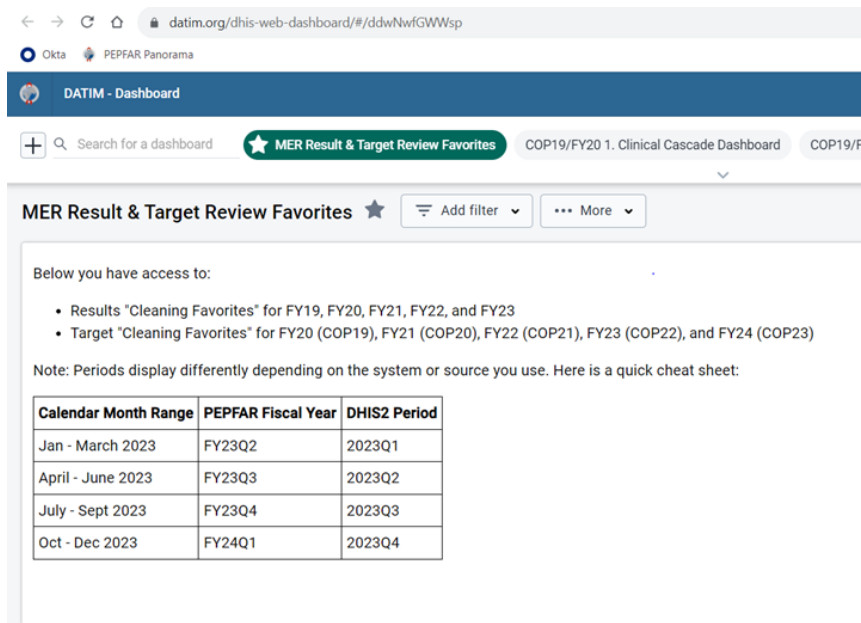 datim.org/dhis-web-dashboard/#/ddwNwfGWWsp
Okta PEPFAR Panorama
DATIM - Dashboard
Search for a dashboard MER Result & Target Review Favorites COP19/FY20 1. Clinical Cascade Dashboard COP19/F
MER Result & Target Review Favorites Add filter More
Below you have access to:
• Results "Cleaning Favorites" for FY19, FY20, FY21, FY22, and FY23
• Target "Cleaning Favorites" for FY20 (COP19), FY21 (COP20), FY22 (COP21), FY23 (COP22), and FY24 (COP23)
Note: Periods display differently depending on the system or source you use. Here is a quick cheat sheet:
Calendar Month Range PEPFAR Fiscal Year DHIS2 Period
Jan - March 2023 FY23Q2 2023Q1
April - June 2023 FY23Q3 2023Q2
July - Sept 2023 FY23Q4 2023Q3
Oct - Dec 2023 FY24Q1 2023Q4